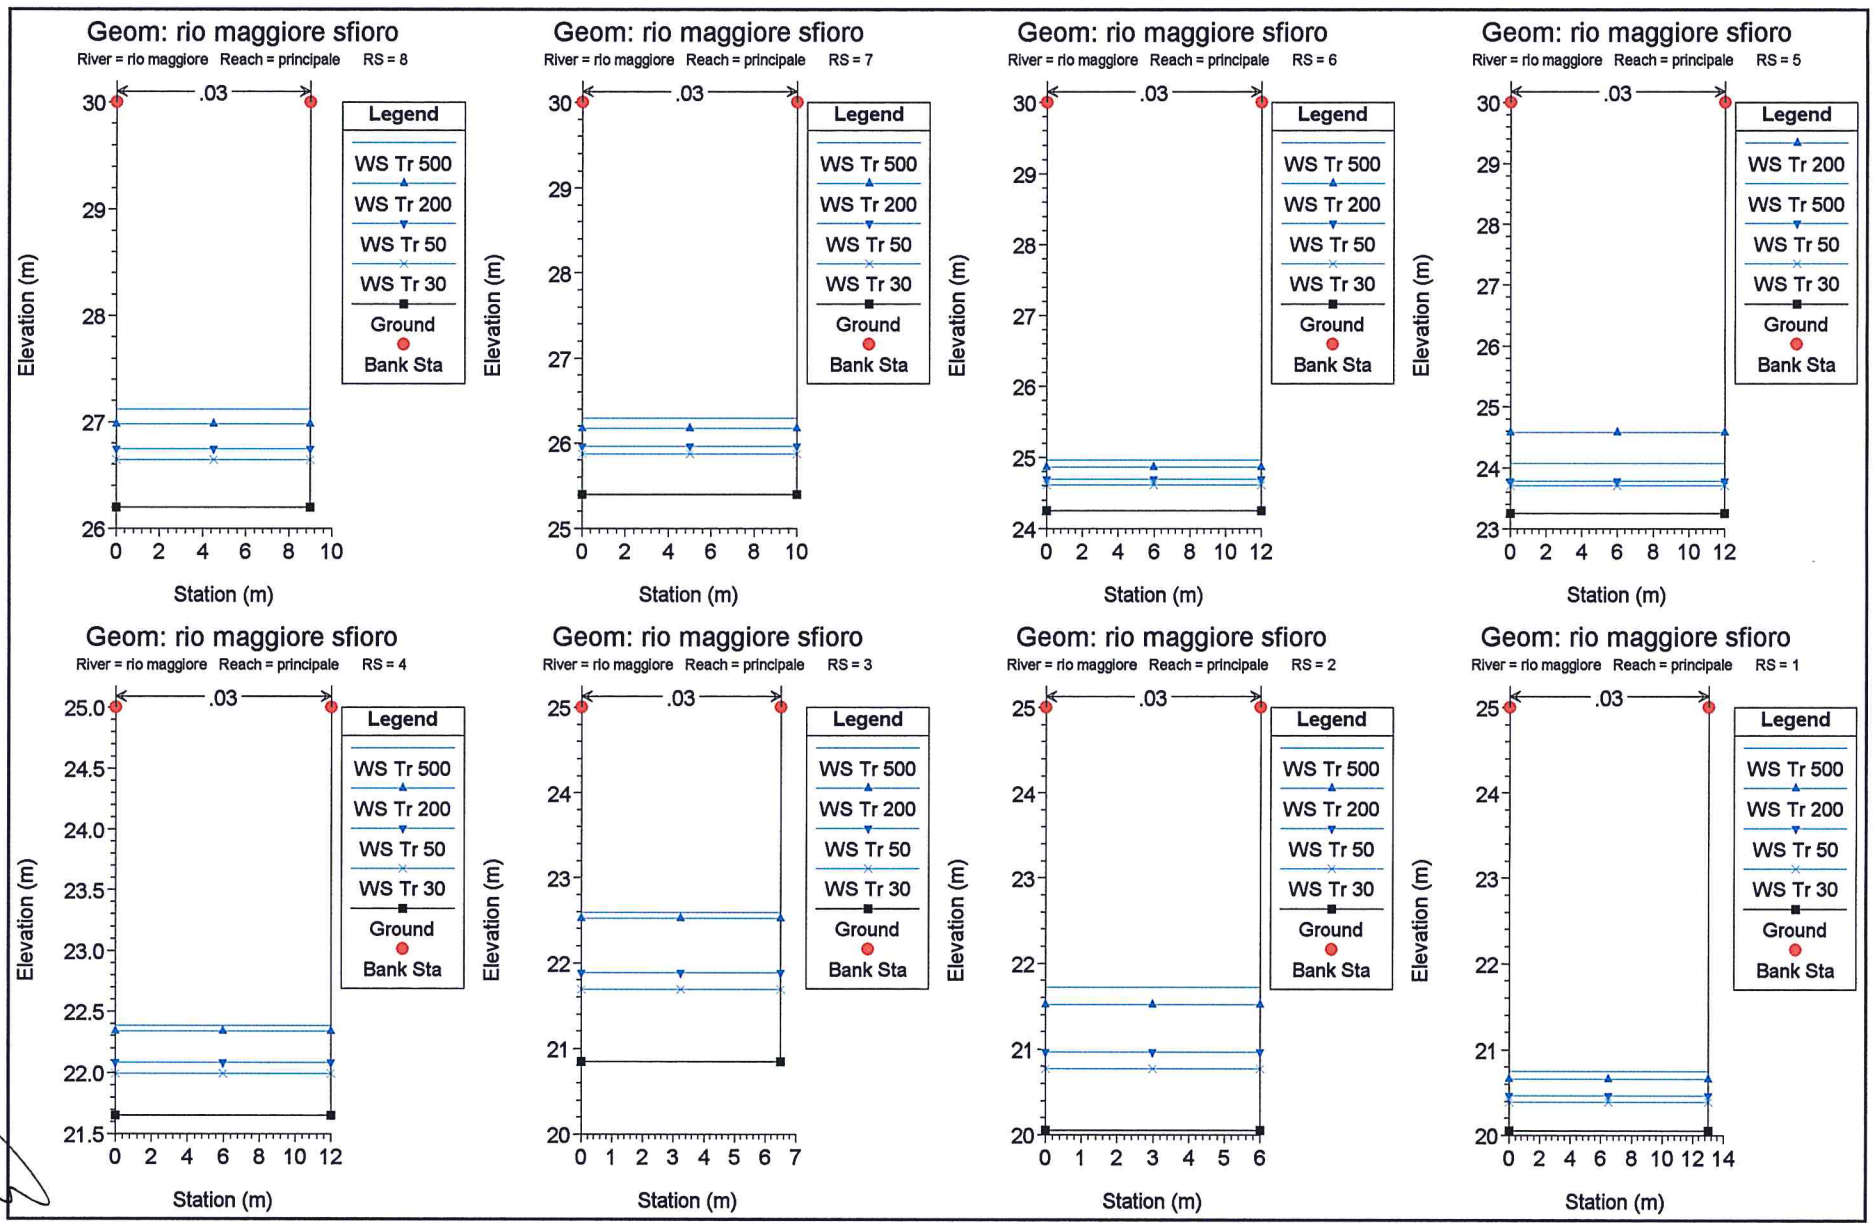 Geom: rio maggiore sfioro
River = rio maggiore Reach = principale RS = 8
.03
30
29
28
27
26
0 2 4 6 8 10
Elevation (m)
Station (m)
Legend
WS Tr 500
WS Tr 200
WS Tr 50
WS Tr 30
Ground
Bank Sta
Geom: rio maggiore sfioro
River = rio maggiore Reach = principale RS = 7
.03
30
29
28
27
26
25
0 2 4 6 8 10
Elevation (m)
Station (m)
Legend
WS Tr 500
WS Tr 200
WS Tr 50
WS Tr 30
Ground
Bank Sta
Geom: rio maggiore sfioro
River = rio maggiore Reach = principale RS = 6
.03
30
29
28
27
26
25
24
0 2 4 6 8 10 12
Elevation (m)
Station (m)
Legend
WS Tr 500
WS Tr 200
WS Tr 50
WS Tr 30
Ground
Bank Sta
Geom: rio maggiore sfioro
River = rio maggiore Reach = principale RS = 5
.03
30
29
28
27
26
25
24
23
0 2 4 6 8 10 12
Elevation (m)
Station (m)
Legend
WS Tr 200
WS Tr 500
WS Tr 50
WS Tr 30
Ground
Bank Sta
Geom: rio maggiore sfioro
River = rio maggiore Reach = principale RS = 4
.03
25.0
24.5
24.0
23.5
23.0
22.5
22.0
21.5
0 2 4 6 8 10 12
Elevation (m)
Station (m)
Legend
WS Tr 500
WS Tr 200
WS Tr 50
WS Tr 30
Ground
Bank Sta
Geom: rio maggiore sfioro
River = rio maggiore Reach = principale RS = 3
.03
25
24
23
22
21
20
0 1 2 3 4 5 6 7
Elevation (m)
Station (m)
Legend
WS Tr 500
WS Tr 200
WS Tr 50
WS Tr 30
Ground
Bank Sta
Geom: rio maggiore sfioro
River = rio maggiore Reach = principale RS = 2
.03
25
24
23
22
21
20
0 1 2 3 4 5 6
Elevation (m)
Station (m)
Legend
WS Tr 500
WS Tr 200
WS Tr 50
WS Tr 30
Ground
Bank Sta
Geom: rio maggiore sfioro
River = rio maggiore Reach = principale RS = 1
.03
25
24
23
22
21
20
0 2 4 6 8 10 12 14
Elevation (m)
Station (m)
Legend
WS Tr 500
WS Tr 200
WS Tr 50
WS Tr 30
Ground
Bank Sta